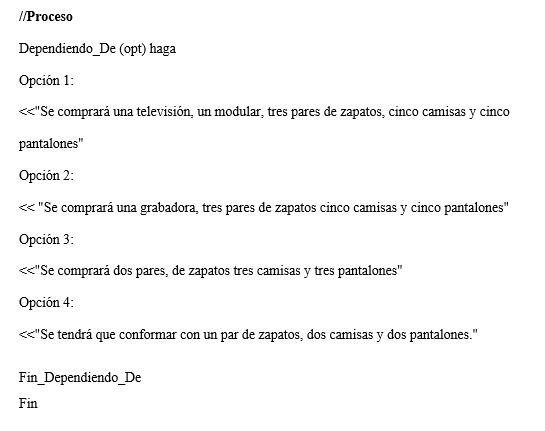 //Proceso
Dependiendo_De (opt) haga
Opción 1:
<<"Se comprará una televisión, un modular, tres pares de zapatos, cinco camisas y cinco
pantalones"
Opción 2:
<< "Se comprará una grabadora, tres pares de zapatos cinco camisas y cinco pantalones"
Opción 3:
<<"Se comprará dos pares, de zapatos tres camisas y tres pantalones"
Opción 4:
<<"Se tendrá que conformar con un par de zapatos, dos camisas y dos pantalones."
Fin_Dependiendo_De
Fin